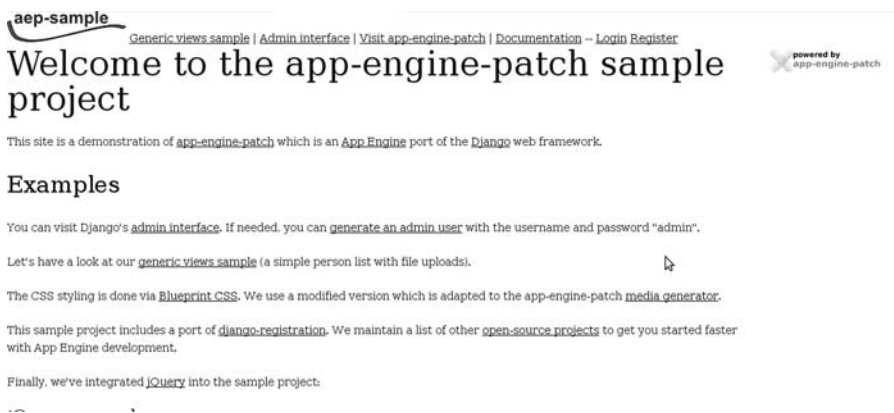 aep-sample
Generic views sample | Admin interface | Visit app-engine-patch | Documentation -- Login Register
Welcome to the app-engine-patch sample
project
powered by
app-engine-patch
This site is a demonstration of app-engine-patch which is an App Engine port of the Django web framework.
Examples
You can visit Django's admin interface. If needed, you can generate an admin user with the username and password "admin".
Let's have a look at our generic views sample (a simple person list with file uploads).
The CSS styling is done via Blueprint CSS. We use a modified version which is adapted to the app-engine-patch media generator.
This sample project includes a port of django-registration. We maintain a list of other open-source projects to get you started faster
with App Engine development.
Finally, we've integrated jQuery into the sample project: